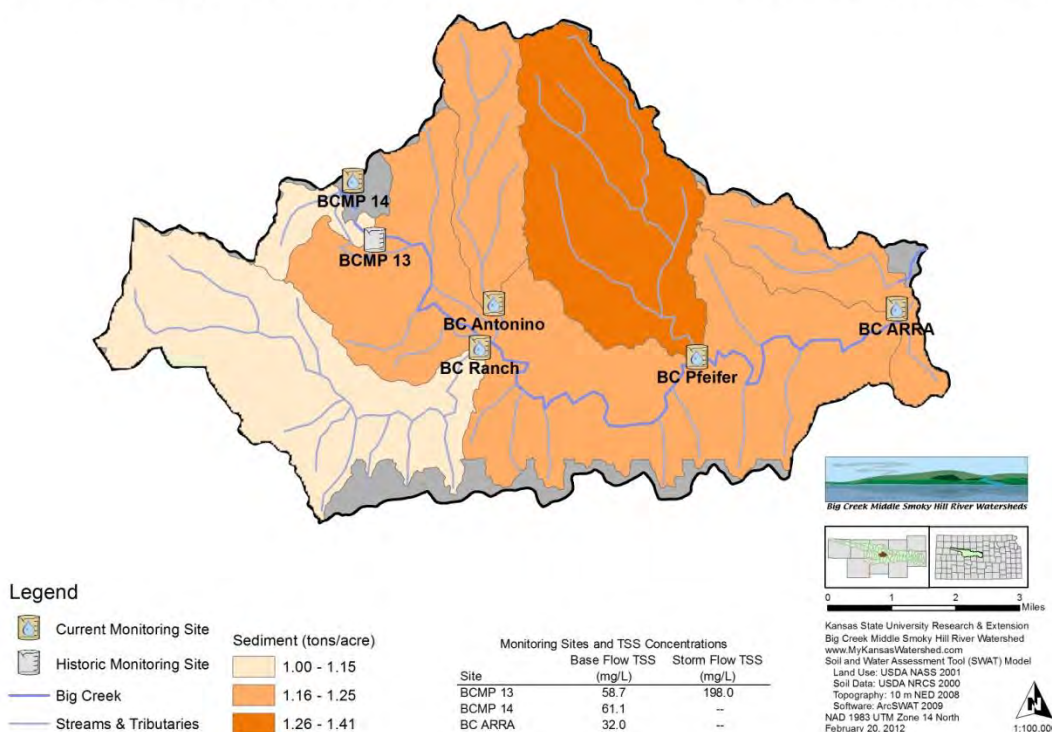 BCMP 14
BCMP 13
BC Antonino
BC ARRA
BC Ranch
BC Pfeifer
Big Creek Middle Smoky Hill River Watersheds
0 1 2 3
Miles
Legend
Current Monitoring Site
Historic Monitoring Site
Big Creek
Streams & Tributaries
Sediment (tons/acre)
1.00 - 1.15
1.16 - 1.25
1.26 - 1.41
Monitoring Sites and TSS Concentrations
Base Flow TSS Storm Flow TSS
Site (mg/L) (mg/L)
BCMP 13 58.7 198.0
BCMP 14 61.1 --
BC ARRA 32.0 --
Kansas State University Research & Extension
Big Creek Middle Smoky Hill River Watershed
www.MyKansasWatershed.com
Soil and Water Assessment Tool (SWAT) Model
Land Use: USDA NASS 2001
Soil Data: USDA NRCS 2000
Topography: 10 m NED 2008
Software: ArcSWAT 2009
NAD 1983 UTM Zone 14 North
February 20, 2012
N
1:100,000